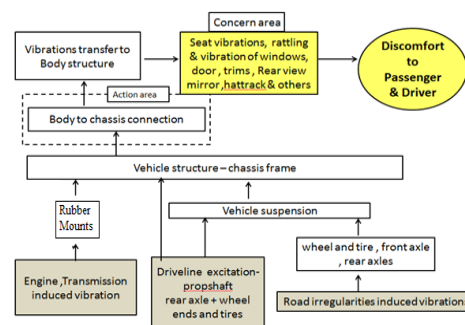 Concern area
Vibrations transfer to
Body structure
Seat vibrations, rattling
& vibration of windows,
door , trims , Rear view
mirror ,hattrack & others
Discomfort
to
Passenger
& Driver
Action area
Body to chassis connection
Vehicle structure – chassis frame
Rubber
Mounts
Vehicle suspension
wheel and tire , front axle
, rear axles
Engine ,Transmission
induced vibration
Driveline excitation-
propshaft
rear axle + wheel
ends and tires
Road irregularities induced vibration